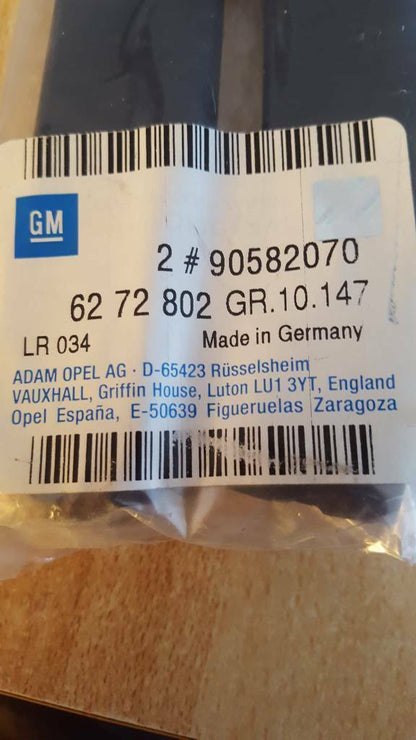 GM
2 # 90582070
62 72 802 GR.10.147
LR 034 Made in Germany
ADAM OPEL AG · D-65423 Rüsselsheim
VAUXHALL, Griffin House, Luton LU1 3YT, England
Opel España, E-50639 Figueruelas Zaragoza